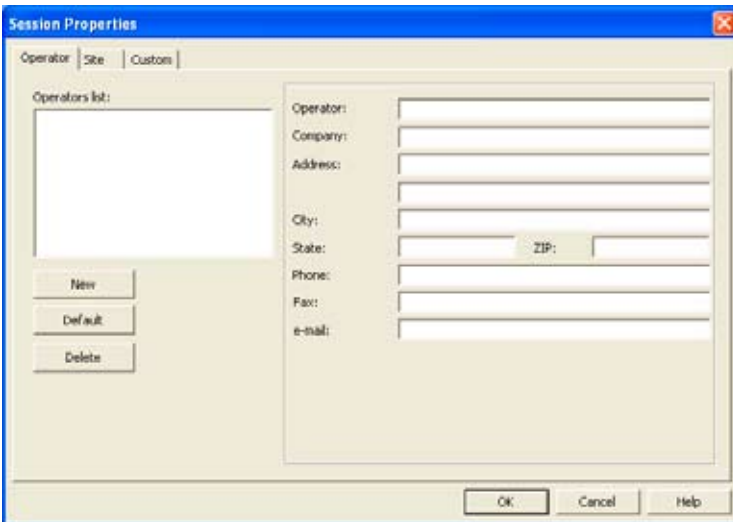 Session Properties
Operator Site Custom
Operators list:
Operator:
Company:
Address:
City:
State: ZIP:
Phone:
Fax:
e-mail:
New
Default
Delete
OK Cancel Help